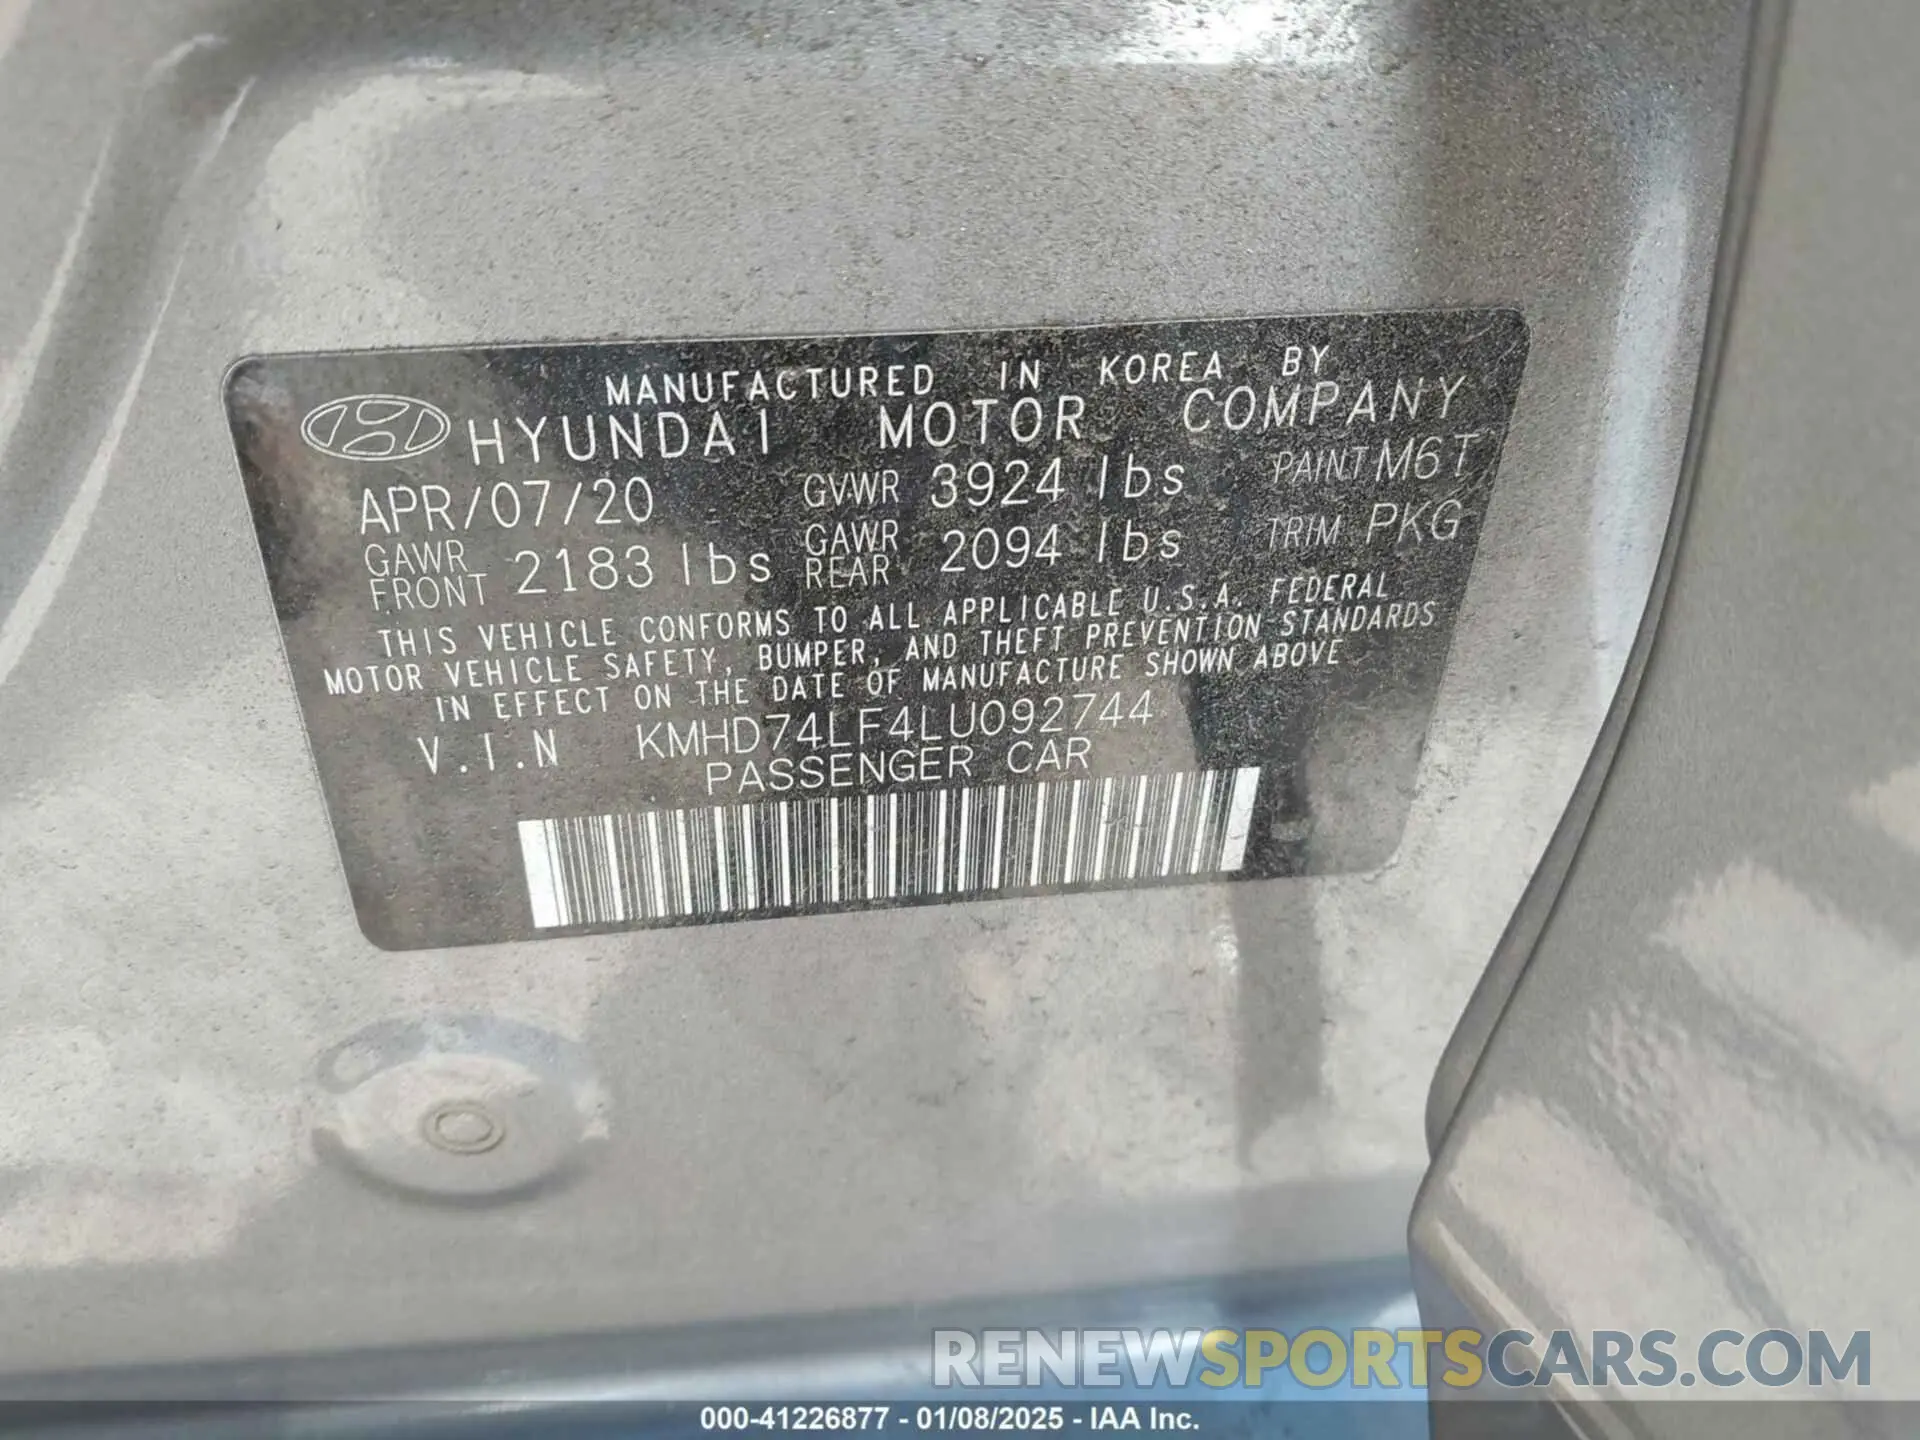 MANUFACTURED IN KOREA BY
HYUNDAI MOTOR COMPANY
APR/07/20 GVWR 3924 lbs PAINT M6T
GAWR FRONT 2183 lbs GAWR REAR 2094 lbs TRIM PKG
THIS VEHICLE CONFORMS TO ALL APPLICABLE U.S.A. FEDERAL
MOTOR VEHICLE SAFETY, BUMPER, AND THEFT PREVENTION STANDARDS
IN EFFECT ON THE DATE OF MANUFACTURE SHOWN ABOVE
V.I.N KMHD74LF4LU092744
PASSENGER CAR
RENEWSPORTSCARS.COM
000-41226877 - 01/08/2025 - IAA Inc.